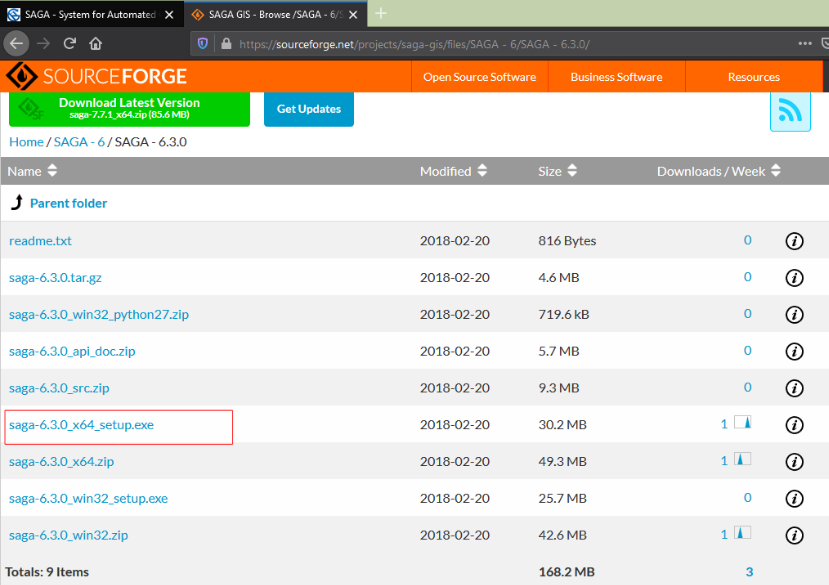 SAGA - System for Automated
SAGA GIS - Browse /SAGA - 6/S
https://sourceforge.net/projects/saga-gis/files/SAGA - 6/SAGA - 6.3.0/
SOURCEFORGE
Open Source Software Business Software Resources
Download Latest Version
saga-7.7.1_x64.zip (85.6 MB)
Get Updates
SF
Home / SAGA - 6 / SAGA - 6.3.0
Name Modified Size Downloads / Week
Parent folder
readme.txt 2018-02-20 816 Bytes 0
saga-6.3.0.tar.gz 2018-02-20 4.6 MB 0
saga-6.3.0_win32_python27.zip 2018-02-20 719.6 kB 0
saga-6.3.0_api_doc.zip 2018-02-20 5.7 MB 0
saga-6.3.0_src.zip 2018-02-20 9.3 MB 0
saga-6.3.0_x64_setup.exe 2018-02-20 30.2 MB 1
saga-6.3.0_x64.zip 2018-02-20 49.3 MB 1
saga-6.3.0_win32_setup.exe 2018-02-20 25.7 MB 0
saga-6.3.0_win32.zip 2018-02-20 42.6 MB 1
Totals: 9 Items 168.2 MB 3